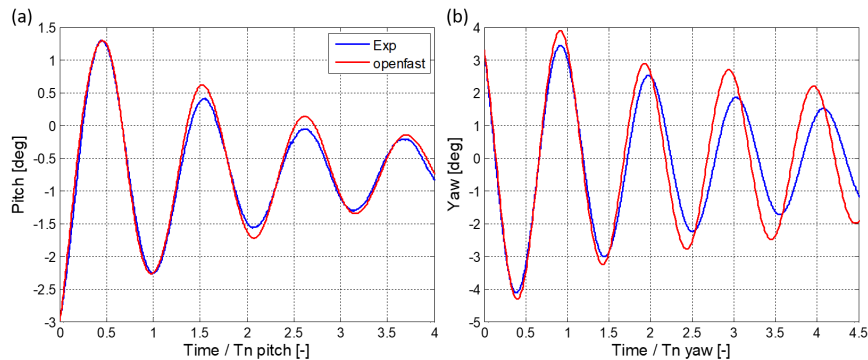 (a)
Pitch [deg]
1.5
1
0.5
0
-0.5
-1
-1.5
-2
-2.5
-3
Exp
openfast
0 0.5 1 1.5 2 2.5 3 3.5 4
Time / Tn pitch [-]
(b)
Yaw [deg]
4
3
2
1
0
-1
-2
-3
-4
-5
0 0.5 1 1.5 2 2.5 3 3.5 4 4.5
Time / Tn yaw [-]